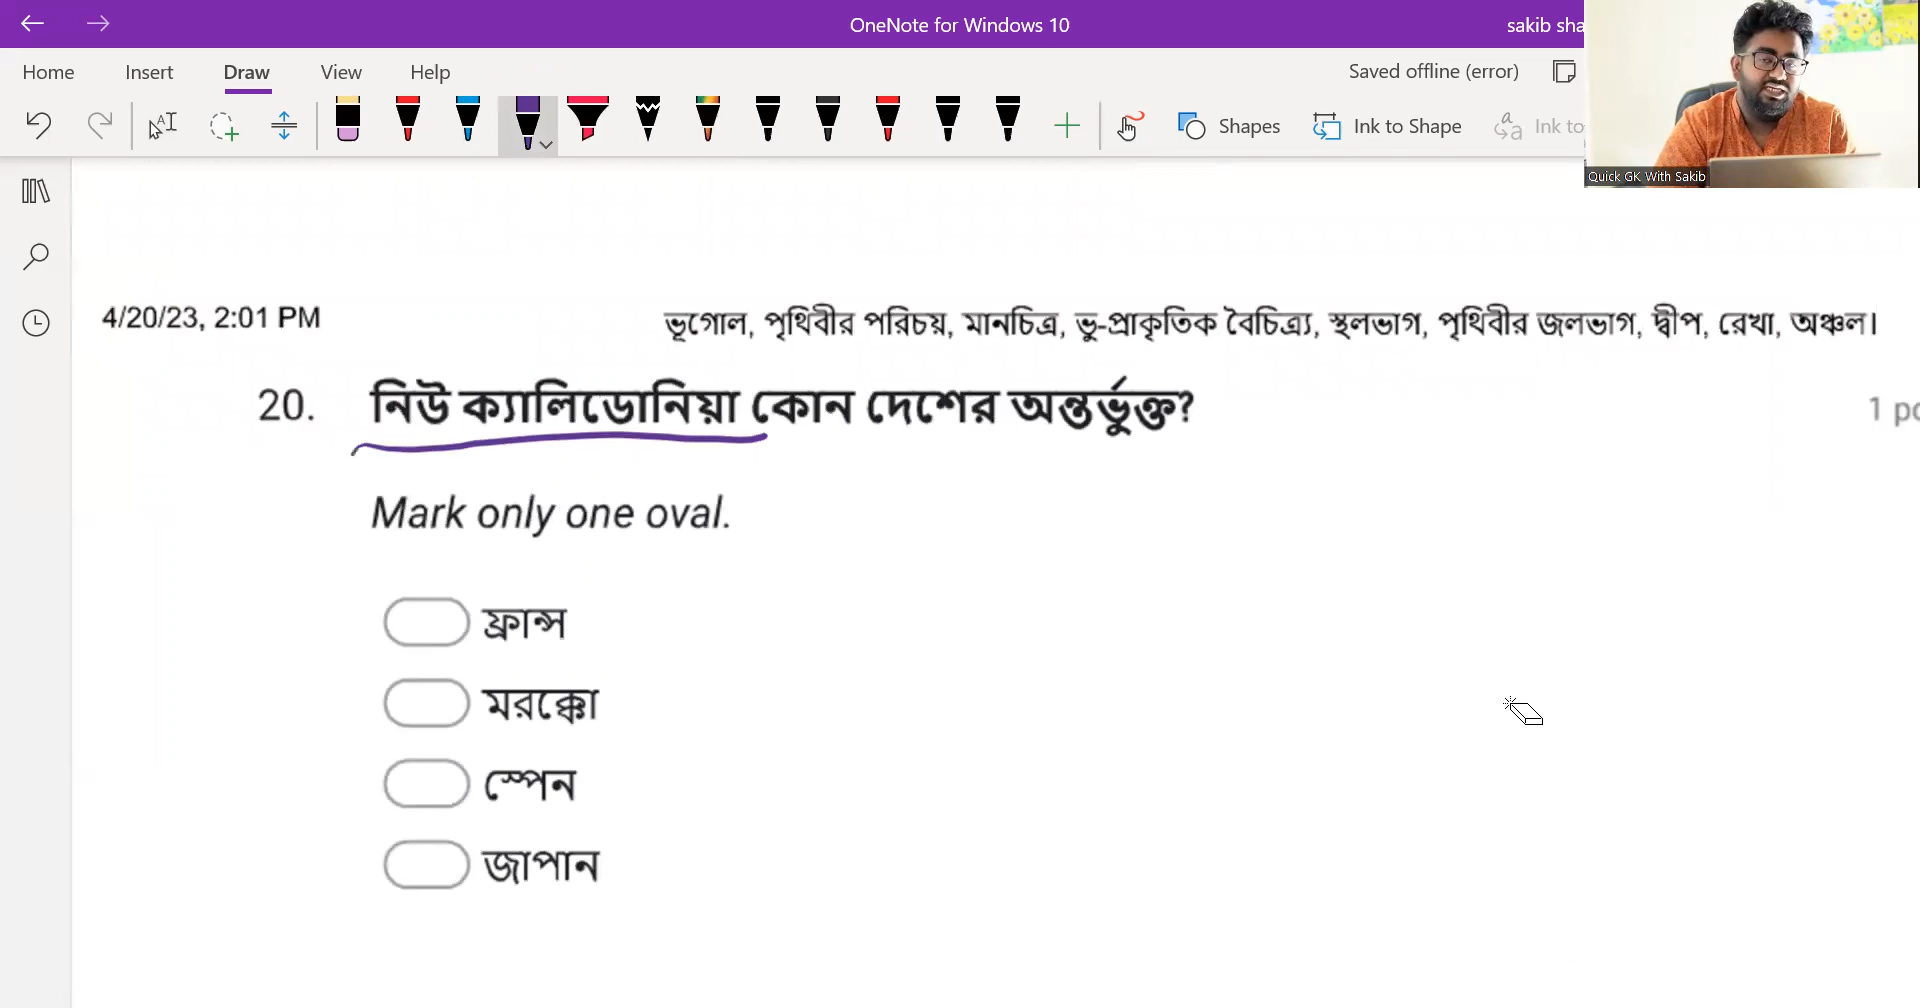 OneNote for Windows 10
sakib sha
Home Insert Draw View Help
Saved offline (error)
Shapes Ink to Shape Ink to
Quick GK With Sakib
4/20/23, 2:01 PM ভূগোল, পৃথিবীর পরিচয়, মানচিত্র, ভু-প্রাকৃতিক বৈচিত্র্য, স্থলভাগ, পৃথিবীর জলভাগ, দ্বীপ, রেখা, অঞ্চল।
20. নিউ ক্যালিডোনিয়া কোন দেশের অন্তর্ভুক্ত? 1 po
Mark only one oval.
ফ্রান্স
মরক্কো
স্পেন
জাপান